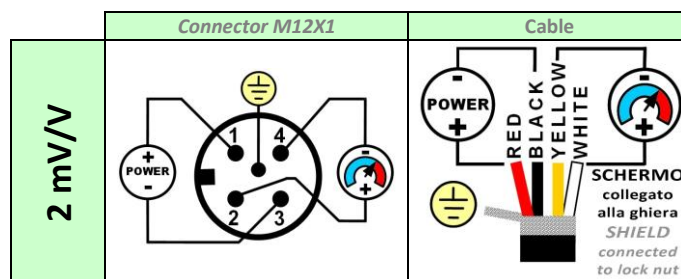 Connector M12X1
Cable
2 mV/V
+
POWER
-
1
4
2
3
-
+
-
POWER
+
RED
BLACK
YELLOW
WHITE
-
+
SCHERMO
collegato
alla ghiera
SHIELD
connected
to lock nut